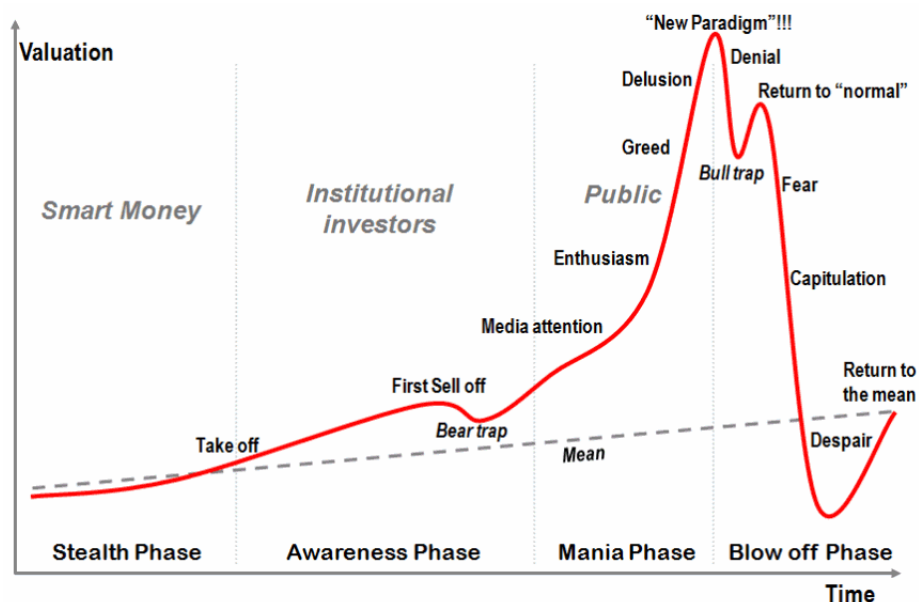 “New Paradigm”!!!
Valuation
Denial
Delusion
Return to “normal”
Greed
Bull trap
Fear
Smart Money
Institutional
investors
Public
Enthusiasm
Capitulation
Media attention
First Sell off
Return to
the mean
Bear trap
Take off
Mean
Despair
Stealth Phase
Awareness Phase
Mania Phase
Blow off Phase
Time